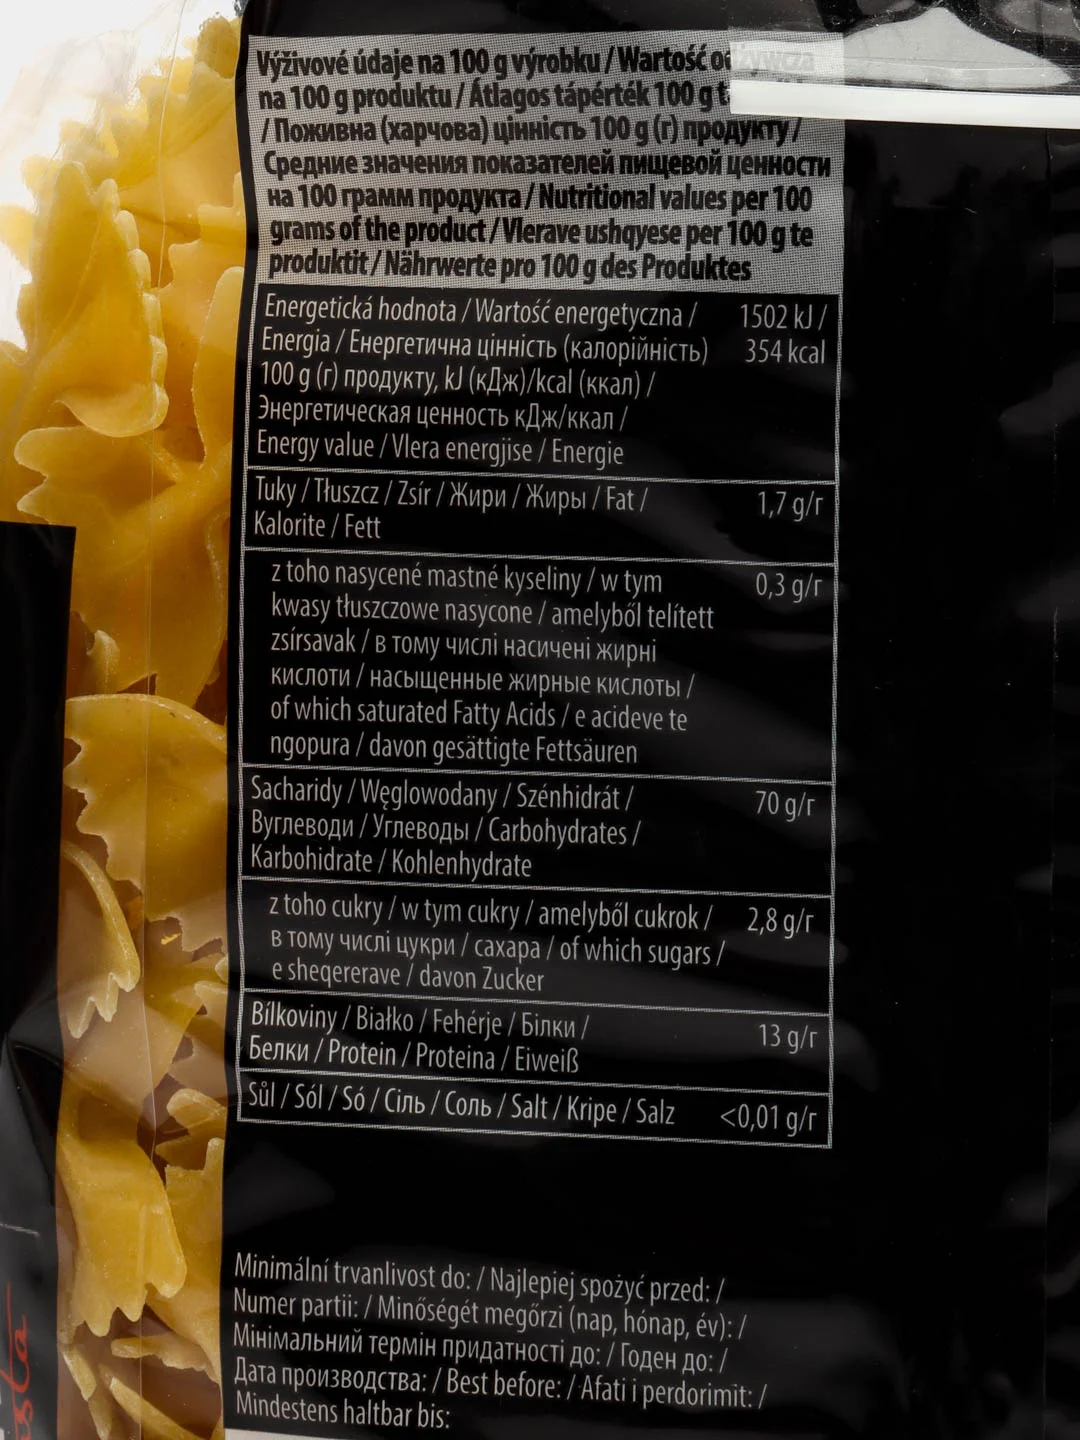 Výživové údaje na 100 g výrobku / Wartość odżywcza
na 100 g produktu / Átlagos tápérték 100 g
/ Поживна (харчова) цінність 100 g (г) продукту /
Средние значения показателей пищевой ценности
на 100 грамм продукта / Nutritional values per 100
grams of the product / Vlerave ushqyese per 100 g te
produktit / Nährwerte pro 100 g des Produktes
Energetická hodnota / Wartość energetyczna / 1502 kJ /
Energia / Енергетична цінність (калорійність) 354 kcal
100 g (г) продукту, kJ (кДж)/kcal (ккал) /
Энергетическая ценность кДж/ккал /
Energy value / Vlera energjise / Energie
Tuky / Tłuszcz / Zsír / Жири / Жиры / Fat / 1,7 g/г
Kalorite / Fett
z toho nasycené mastné kyseliny / w tym 0,3 g/г
kwasy tłuszczowe nasycone / amelyből telített
zsírsavak / в тому числі насичені жирні
кислоти / насыщенные жирные кислоты /
of which saturated Fatty Acids / e acideve te
ngopura / davon gesättigte Fettsäuren
Sacharidy / Węglowodany / Szénhidrát / 70 g/г
Вуглеводи / Углеводы / Carbohydrates /
Karbohidrate / Kohlenhydrate
z toho cukry / w tym cukry / amelyből cukrok / 2,8 g/г
в тому числі цукри / сахара / of which sugars /
e sheqererave / davon Zucker
Bílkoviny / Białko / Fehérje / Білки / 13 g/г
Белки / Protein / Proteina / Eiweiß
Sůl / Sól / Só / Сіль / Соль / Salt / Kripe / Salz <0,01 g/г
Minimální trvanlivost do: / Najlepiej spożyć przed: /
Numer partii: / Minőségét megőrzi (nap, hónap, év): /
Мінімальний термін придатності до: / Годен до: /
Дата производства: / Best before: / Afati i perdorimit: /
Mindestens haltbar bis: